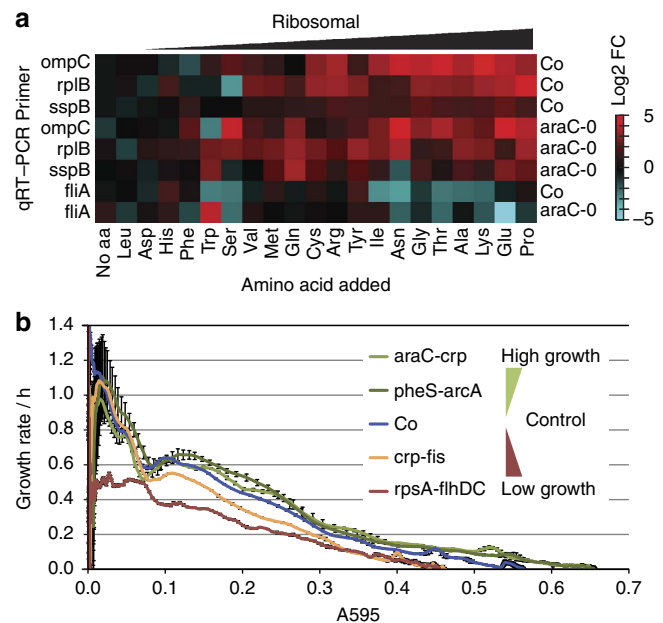 a
Ribosomal
qRT–PCR Primer
ompC Co
rplB Co
sspB Co
ompC araC-0
rplB araC-0
sspB araC-0
fliA Co
fliA araC-0
No aa Leu Asp His Phe Trp Ser Val Met Gln Cys Arg Tyr Ile Asn Gly Thr Ala Lys Glu Pro
Amino acid added
Log2 FC
5
0
−5
b
Growth rate / h
1.4
1.2
1.0
0.8
0.6
0.4
0.2
0.0
araC-crp
pheS-arcA
Co
crp-fis
rpsA-flhDC
High growth
Control
Low growth
0.0 0.1 0.2 0.3 0.4 0.5 0.6 0.7
A595